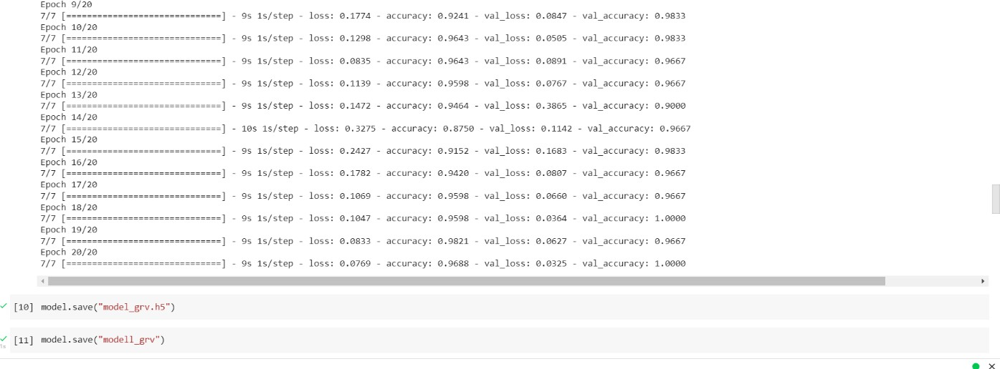 Epoch 9/20
7/7 [==============================] - 9s 1s/step - loss: 0.1774 - accuracy: 0.9241 - val_loss: 0.0847 - val_accuracy: 0.9833
Epoch 10/20
7/7 [==============================] - 9s 1s/step - loss: 0.1298 - accuracy: 0.9643 - val_loss: 0.0505 - val_accuracy: 0.9833
Epoch 11/20
7/7 [==============================] - 9s 1s/step - loss: 0.0835 - accuracy: 0.9643 - val_loss: 0.0891 - val_accuracy: 0.9667
Epoch 12/20
7/7 [==============================] - 9s 1s/step - loss: 0.1139 - accuracy: 0.9598 - val_loss: 0.0767 - val_accuracy: 0.9667
Epoch 13/20
7/7 [==============================] - 9s 1s/step - loss: 0.1472 - accuracy: 0.9464 - val_loss: 0.3865 - val_accuracy: 0.9000
Epoch 14/20
7/7 [==============================] - 10s 1s/step - loss: 0.3275 - accuracy: 0.8750 - val_loss: 0.1142 - val_accuracy: 0.9667
Epoch 15/20
7/7 [==============================] - 9s 1s/step - loss: 0.2427 - accuracy: 0.9152 - val_loss: 0.1683 - val_accuracy: 0.9833
Epoch 16/20
7/7 [==============================] - 9s 1s/step - loss: 0.1782 - accuracy: 0.9420 - val_loss: 0.0807 - val_accuracy: 0.9667
Epoch 17/20
7/7 [==============================] - 9s 1s/step - loss: 0.1069 - accuracy: 0.9598 - val_loss: 0.0660 - val_accuracy: 0.9667
Epoch 18/20
7/7 [==============================] - 9s 1s/step - loss: 0.1047 - accuracy: 0.9598 - val_loss: 0.0364 - val_accuracy: 1.0000
Epoch 19/20
7/7 [==============================] - 9s 1s/step - loss: 0.0833 - accuracy: 0.9821 - val_loss: 0.0627 - val_accuracy: 0.9667
Epoch 20/20
7/7 [==============================] - 9s 1s/step - loss: 0.0769 - accuracy: 0.9688 - val_loss: 0.0325 - val_accuracy: 1.0000
[10] model.save("model_grv.h5")
[11] model.save("modell_grv")
1s